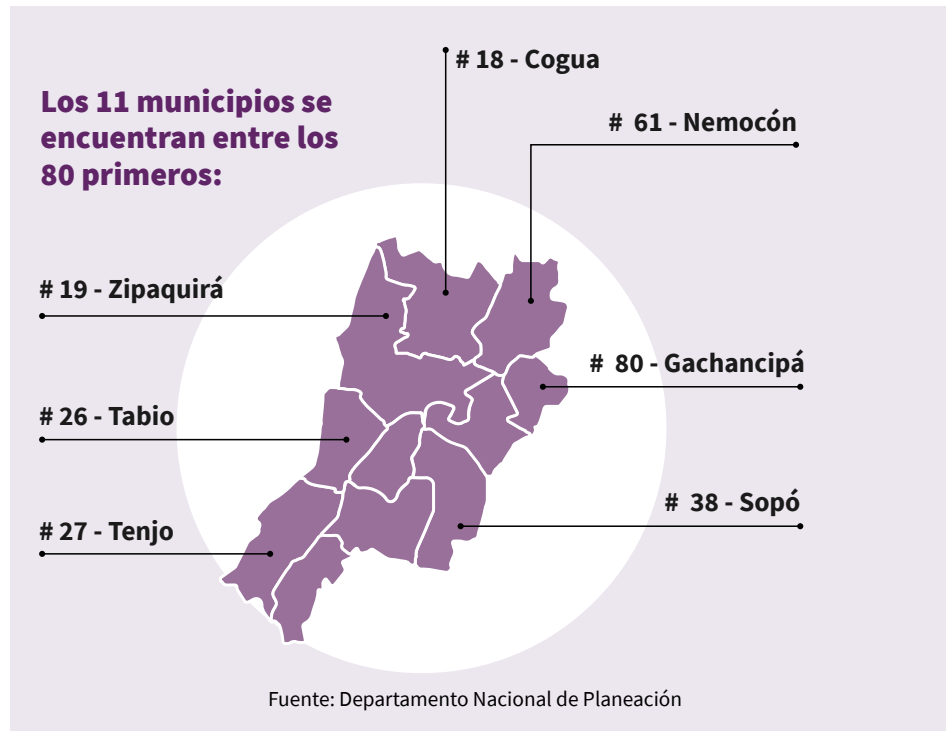 Los 11 municipios se
encuentran entre los
80 primeros:
# 18 - Cogua
# 61 - Nemocón
# 19 - Zipaquirá
# 80 - Gachancipá
# 26 - Tabio
# 38 - Sopó
# 27 - Tenjo
Fuente: Departamento Nacional de Planeación